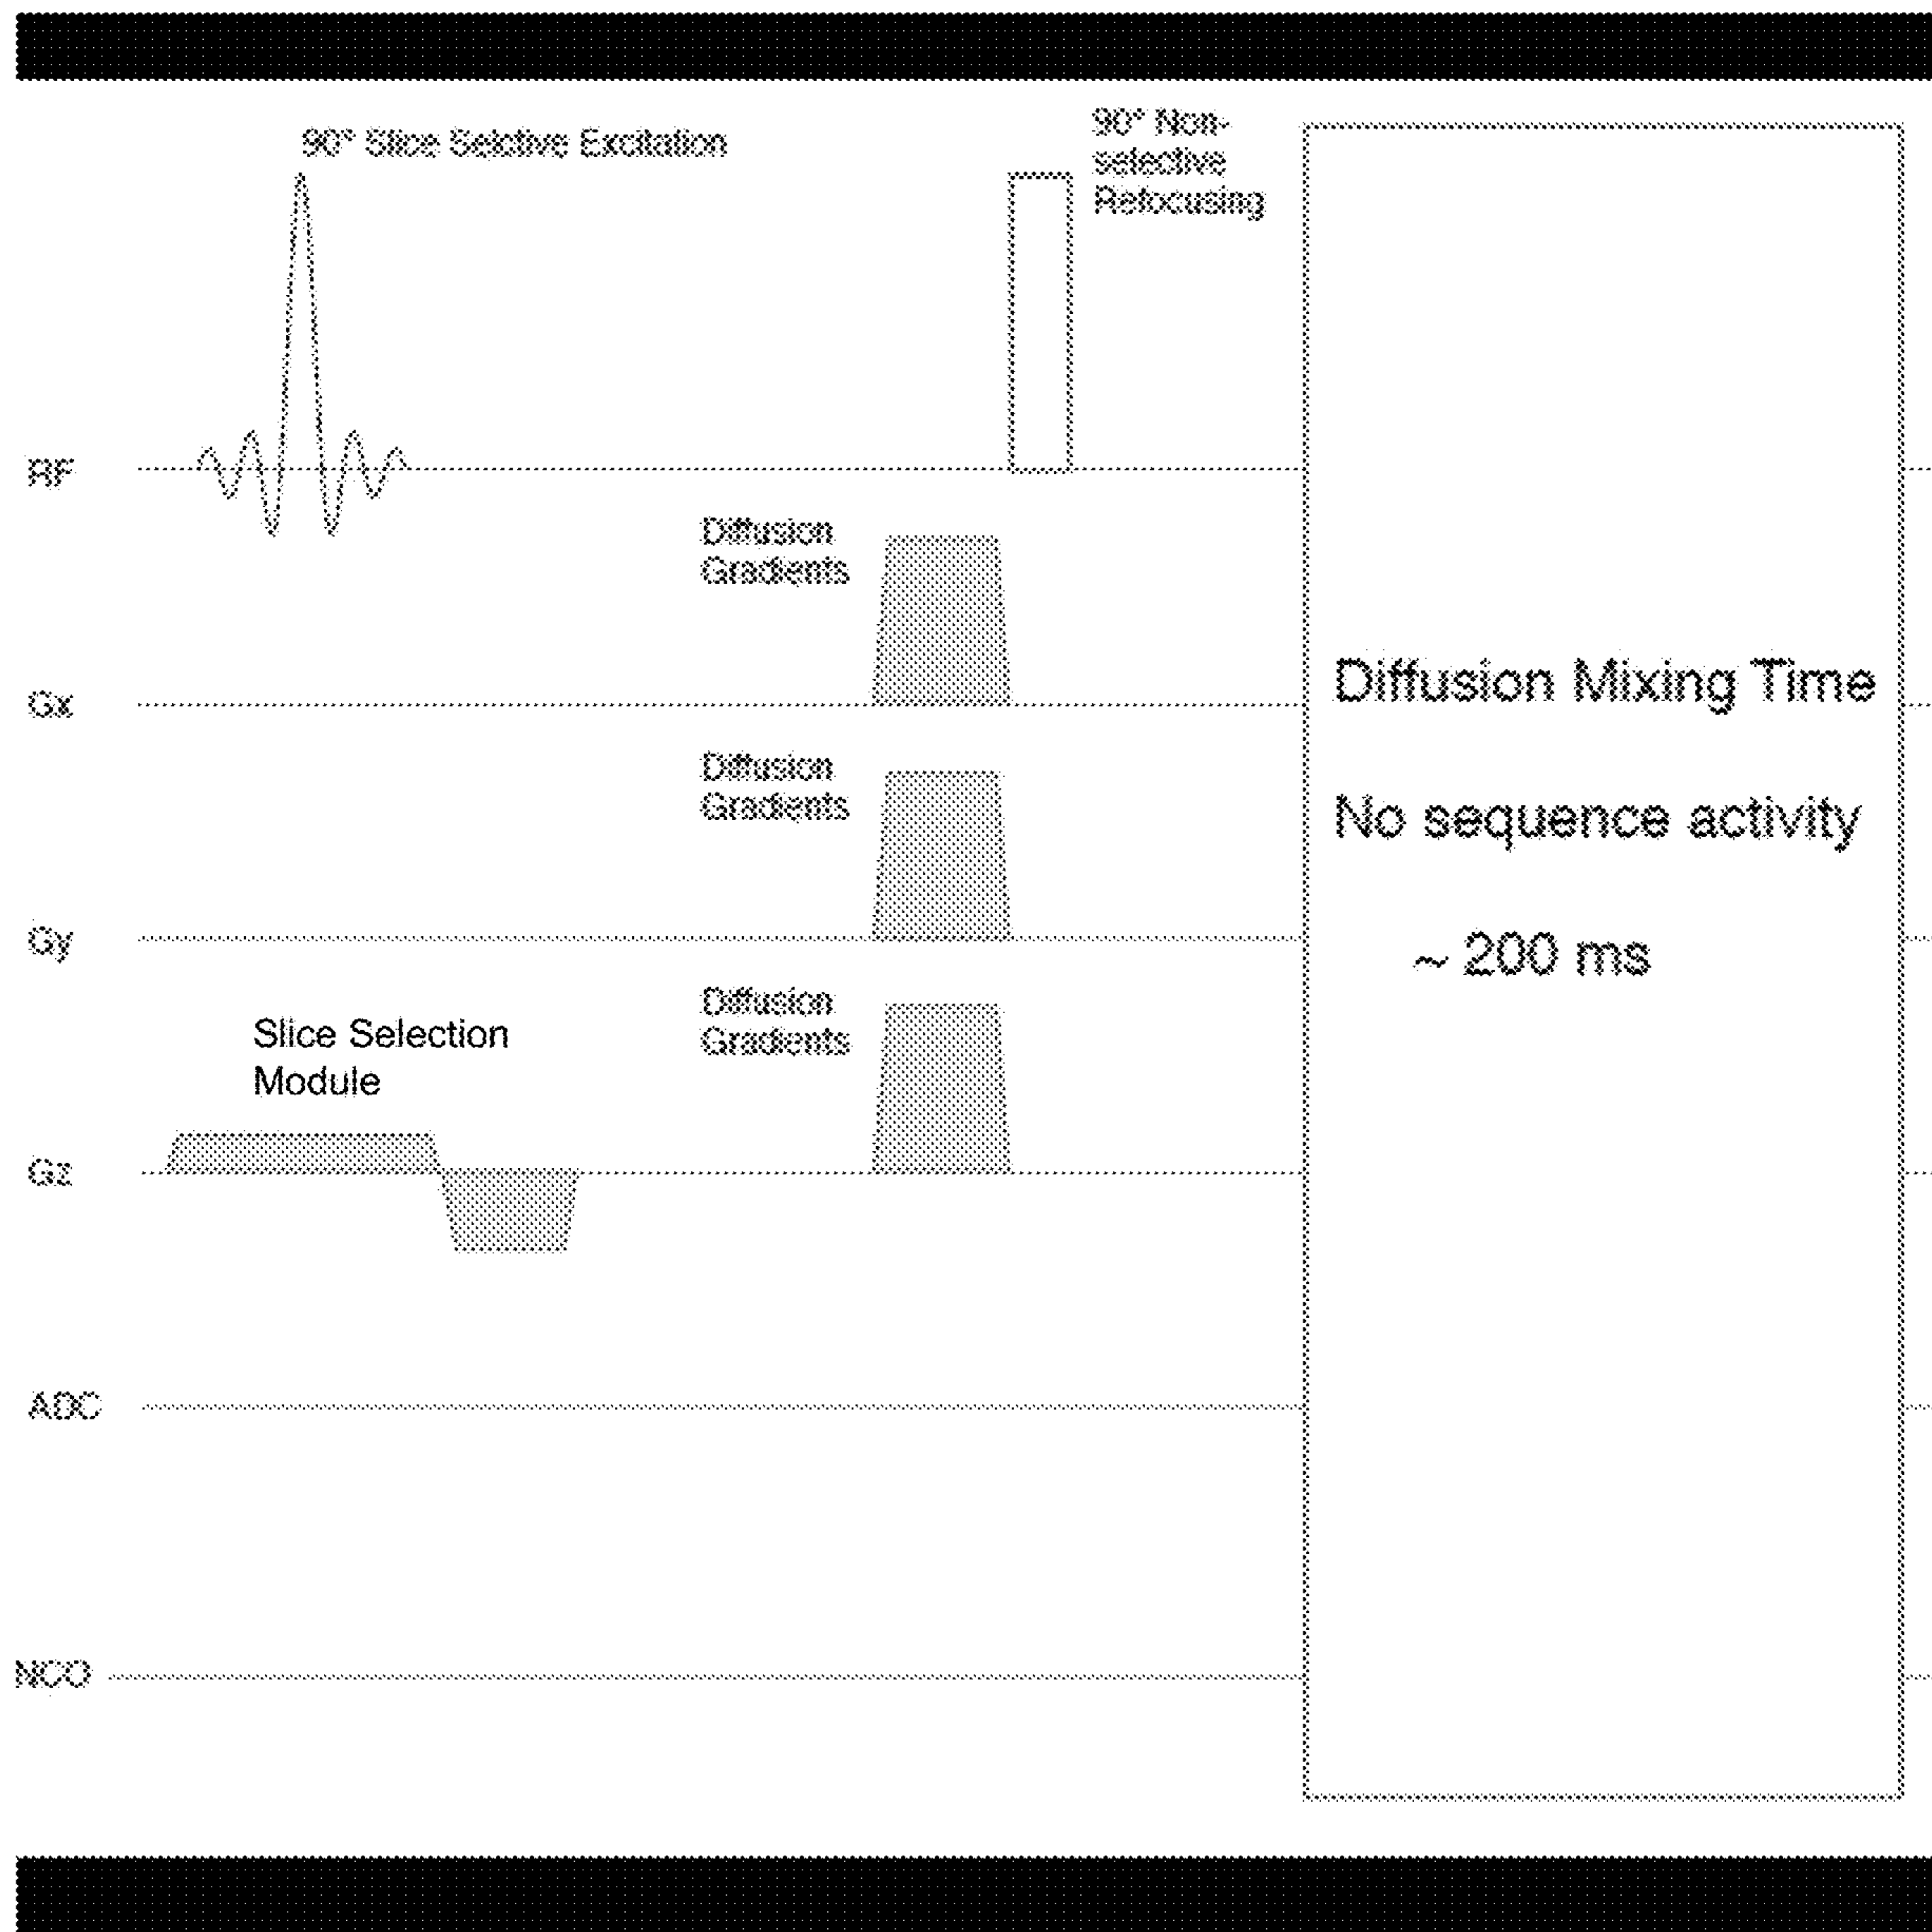 90° Slice Selctive Excitation
90° Non-
selective
Refocusing
RF
Diffusion
Gradients
Gx
Diffusion Mixing Time
Diffusion
Gradients
No sequence activity
Gy
~ 200 ms
Diffusion
Gradients
Slice Selection
Module
Gz
ADC
NCO